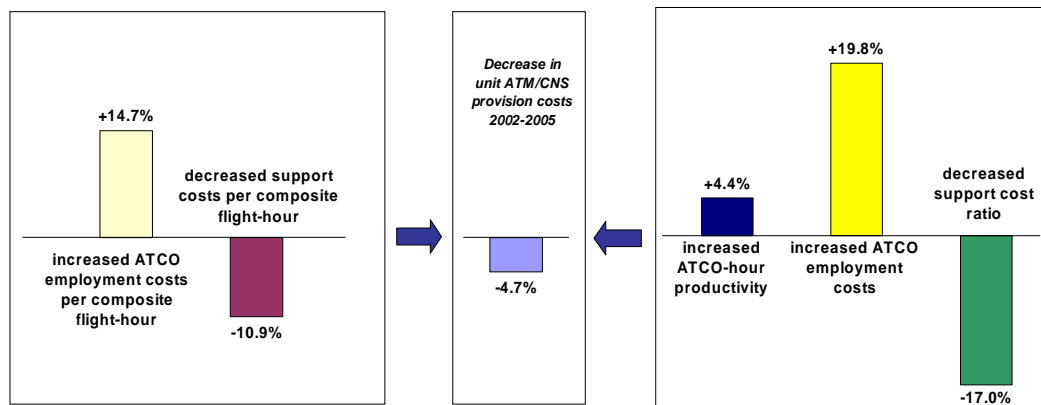 +14.7%
decreased support
costs per composite
flight-hour
increased ATCO
employment costs
per composite
flight-hour
-10.9%
Decrease in
unit ATM/CNS
provision costs
2002-2005
-4.7%
+19.8%
+4.4%
decreased
support cost
ratio
increased
ATCO-hour
productivity
increased ATCO
employment
costs
-17.0%